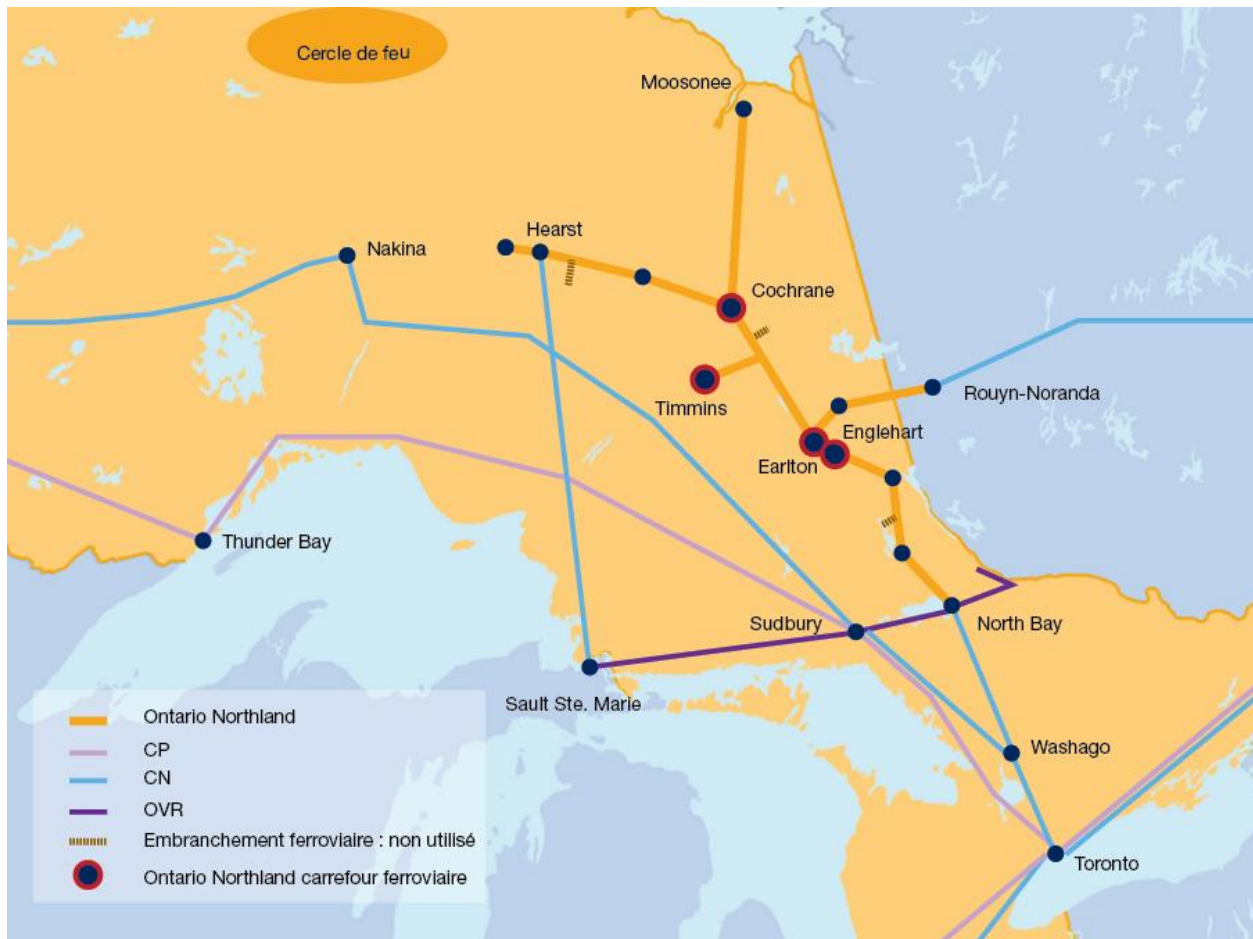 Cercle de feu
Moosonee
Hearst
Nakina
Cochrane
Timmins
Rouyn-Noranda
Englehart
Earlton
Thunder Bay
Sudbury
North Bay
Sault Ste. Marie
Washago
Toronto
Ontario Northland
CP
CN
OVR
Embranchement ferroviaire : non utilisé
Ontario Northland carrefour ferroviaire